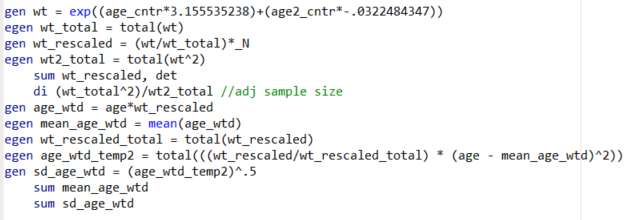 gen wt = exp((age_cntr*3.155535238)+(age2_cntr*-.0322484347))
egen wt_total = total(wt)
gen wt_rescaled = (wt/wt_total)*_N
egen wt2_total = total(wt^2)
sum wt_rescaled, det
di (wt_total^2)/wt2_total //adj sample size
gen age_wtd = age*wt_rescaled
egen mean_age_wtd = mean(age_wtd)
egen wt_rescaled_total = total(wt_rescaled)
egen age_wtd_temp2 = total(((wt_rescaled/wt_rescaled_total) * (age - mean_age_wtd)^2))
gen sd_age_wtd = (age_wtd_temp2)^.5
sum mean_age_wtd
sum sd_age_wtd